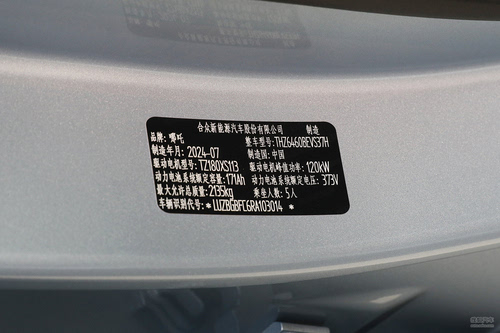 合众新能源汽车股份有限公司 制造
品牌：哪吒 整车型号：THZ6460BEVS37H
制造年月：2024-07 制造国：中国
驱动电机型号：TZ180XS113 驱动电机峰值功率：120kW
动力电池系统额定容量：171Ah 动力电池系统额定电压：373V
最大允许总质量：2135kg 乘坐人数：5人
车辆识别代号：*LUZBGBFC6RA103014*